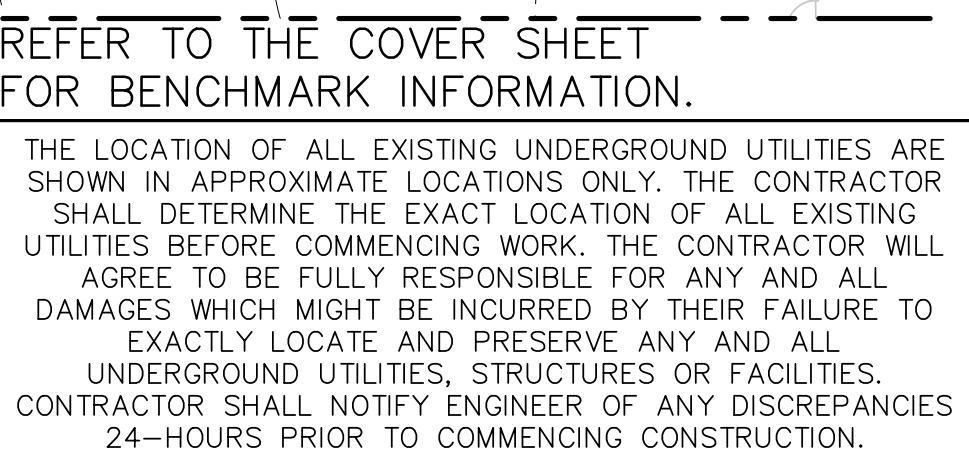 REFER TO THE COVER SHEET
FOR BENCHMARK INFORMATION.
THE LOCATION OF ALL EXISTING UNDERGROUND UTILITIES ARE
SHOWN IN APPROXIMATE LOCATIONS ONLY. THE CONTRACTOR
SHALL DETERMINE THE EXACT LOCATION OF ALL EXISTING
UTILITIES BEFORE COMMENCING WORK. THE CONTRACTOR WILL
AGREE TO BE FULLY RESPONSIBLE FOR ANY AND ALL
DAMAGES WHICH MIGHT BE INCURRED BY THEIR FAILURE TO
EXACTLY LOCATE AND PRESERVE ANY AND ALL
UNDERGROUND UTILITIES, STRUCTURES OR FACILITIES.
CONTRACTOR SHALL NOTIFY ENGINEER OF ANY DISCREPANCIES
24-HOURS PRIOR TO COMMENCING CONSTRUCTION.